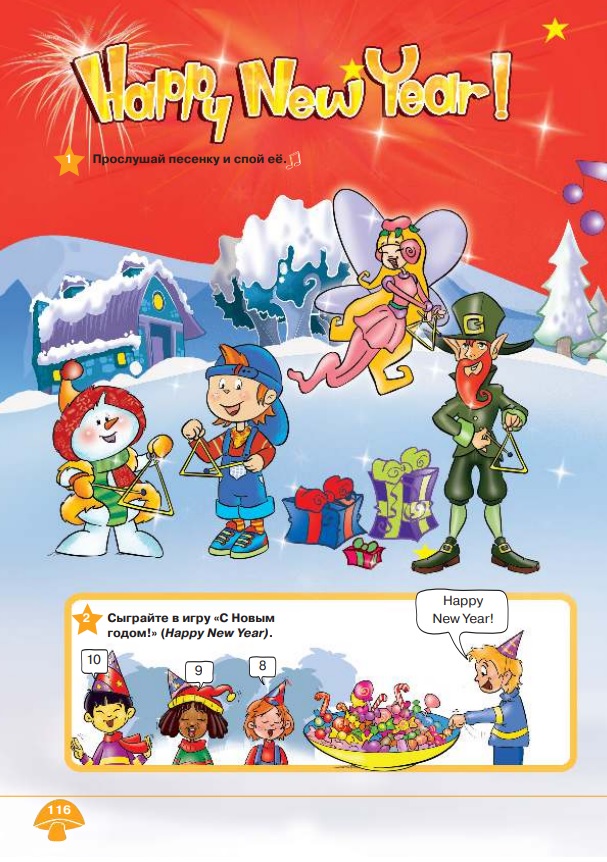 Happy New Year!
1 Прослушай песенку и спой её.
2 Сыграйте в игру «С Новым
годом!» (Happy New Year).
Happy
New Year!
10
9
8
116